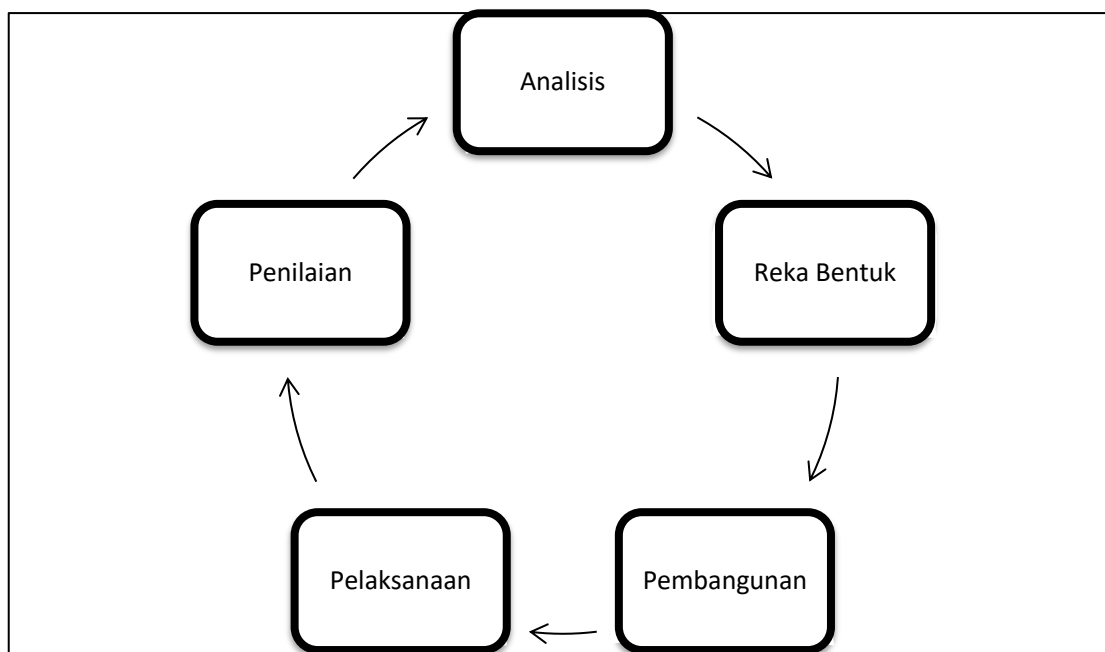 Analisis
Reka Bentuk
Pembangunan
Pelaksanaan
Penilaian